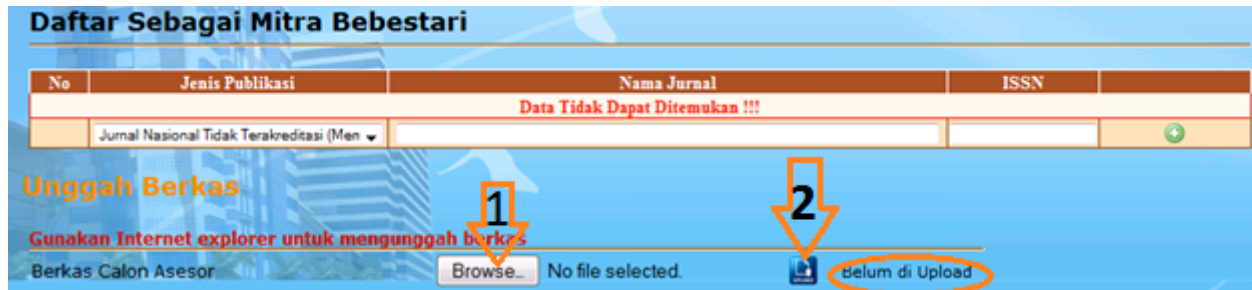 Daftar Sebagai Mitra Bebestari
No Jenis Publikasi Nama Jurnal ISSN
Data Tidak Dapat Ditemukan !!!
Jurnal Nasional Tidak Terakreditasi (Men
Unggah Berkas
1 2
Gunakan Internet explorer untuk mengunggah berkas
Berkas Calon Asesor Browse... No file selected. Belum di Upload